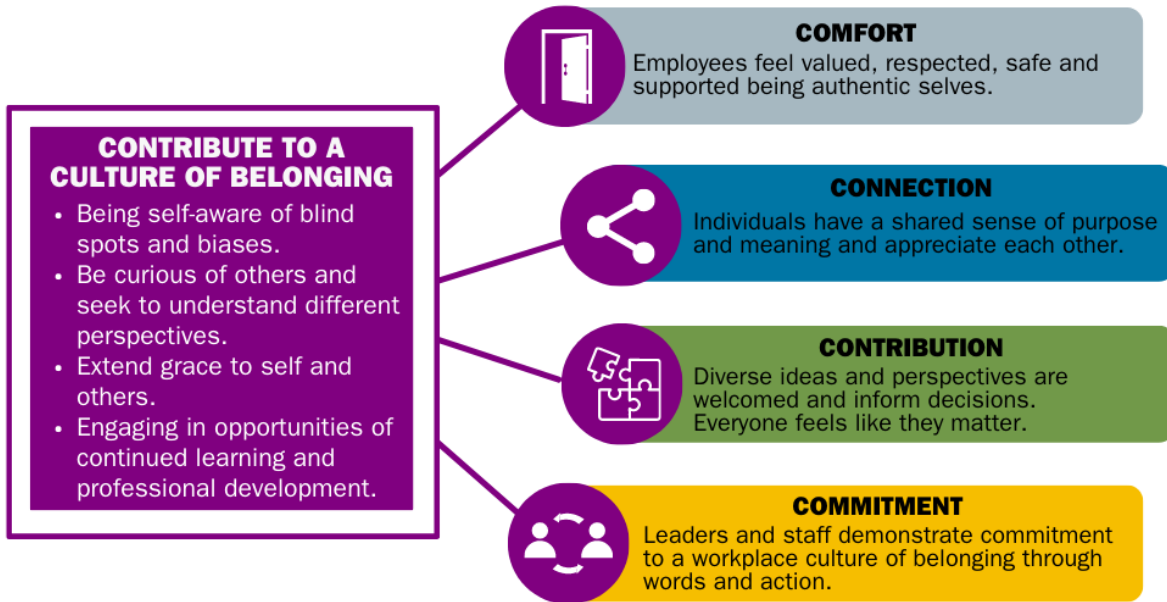 CONTRIBUTE TO A
CULTURE OF BELONGING
• Being self-aware of blind
spots and biases.
• Be curious of others and
seek to understand different
perspectives.
• Extend grace to self and
others.
• Engaging in opportunities of
continued learning and
professional development.
COMFORT
Employees feel valued, respected, safe and
supported being authentic selves.
CONNECTION
Individuals have a shared sense of purpose
and meaning and appreciate each other.
CONTRIBUTION
Diverse ideas and perspectives are
welcomed and inform decisions.
Everyone feels like they matter.
COMMITMENT
Leaders and staff demonstrate commitment
to a workplace culture of belonging through
words and action.